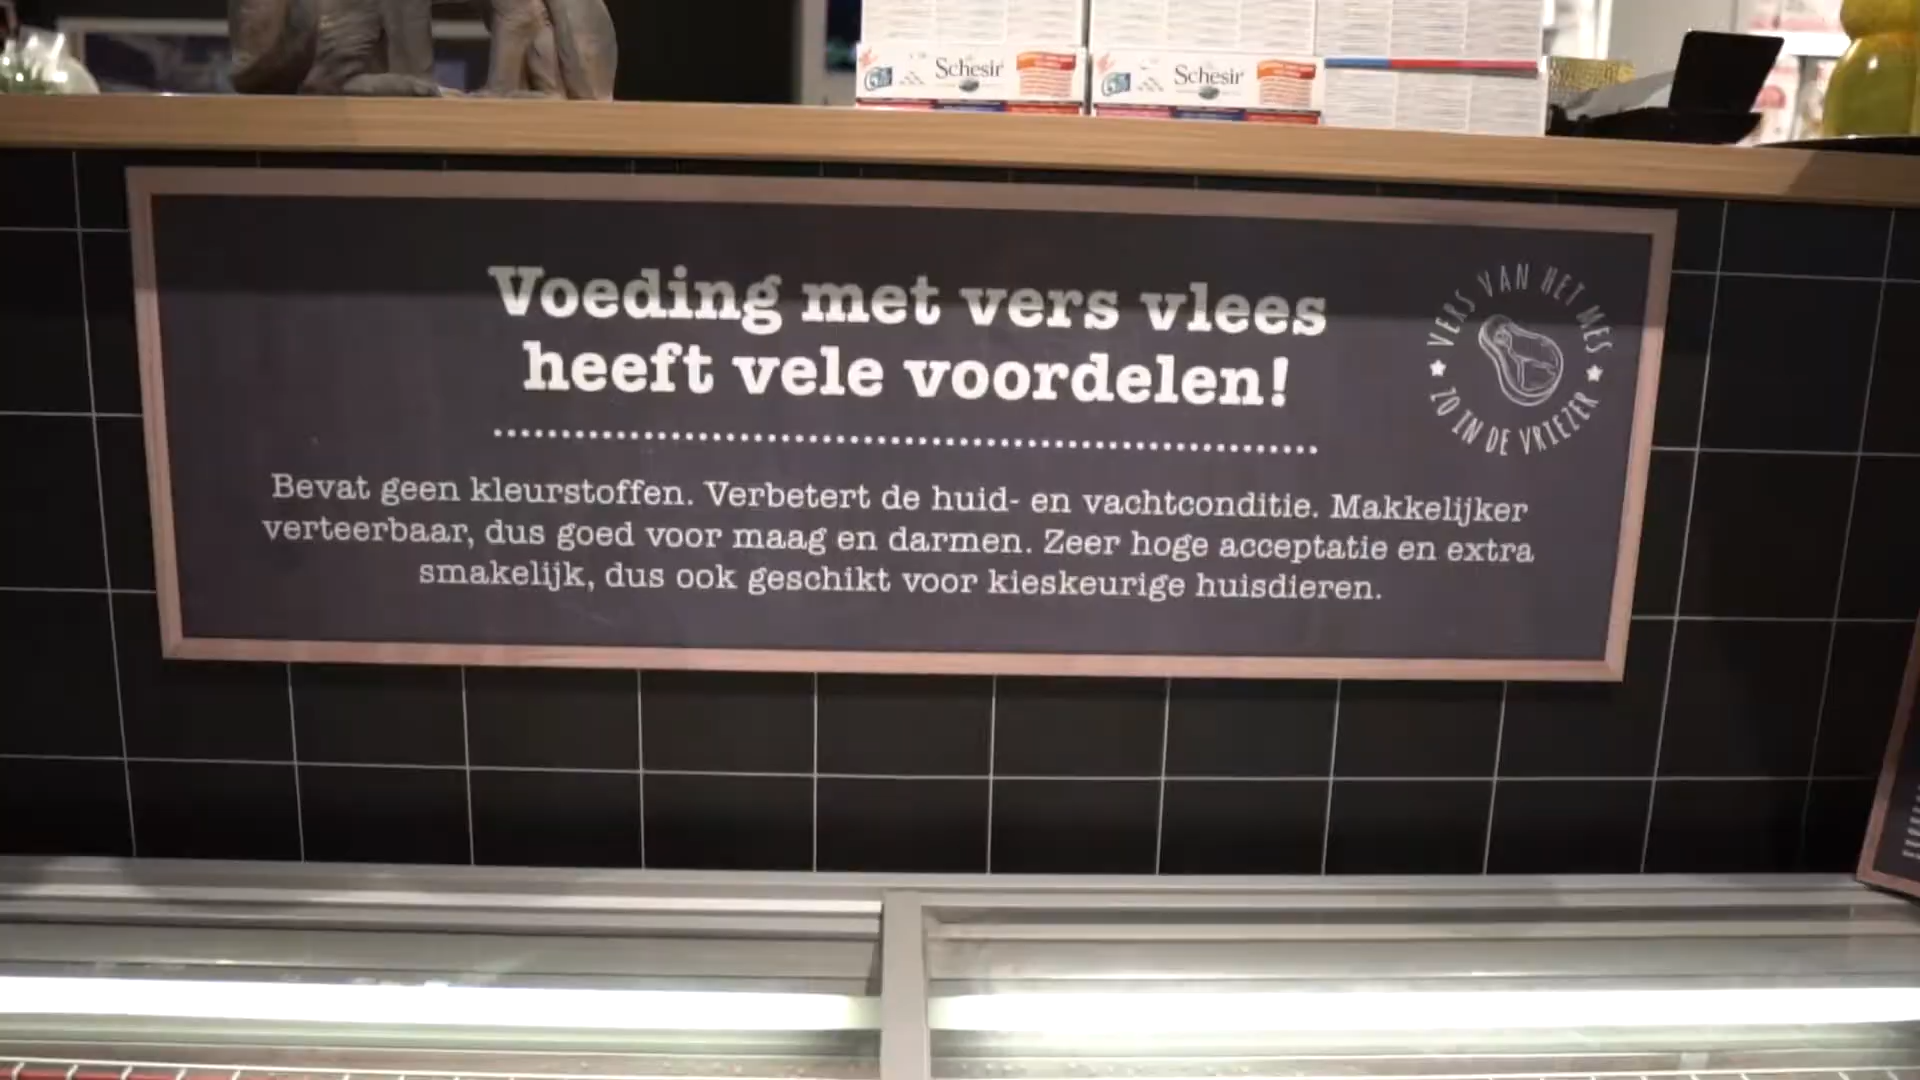 Schesir
Schesir
Voeding met vers vlees
heeft vele voordelen!
VERS VAN HET MES
ZO IN DE VRIEZER
Bevat geen kleurstoffen. Verbetert de huid- en vachtconditie. Makkelijker
verteerbaar, dus goed voor maag en darmen. Zeer hoge acceptatie en extra
smakelijk, dus ook geschikt voor kieskeurige huisdieren.